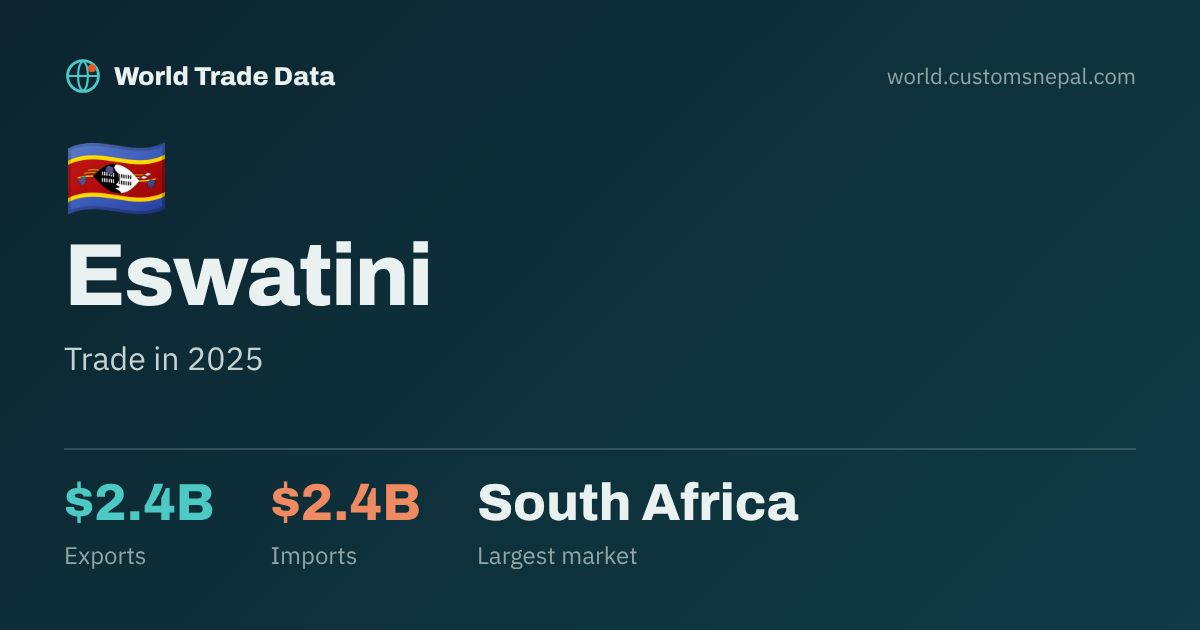 World Trade Data
world.customsnepal.com
Eswatini
Trade in 2025
$2.4B
$2.4B
South Africa
Exports
Imports
Largest market